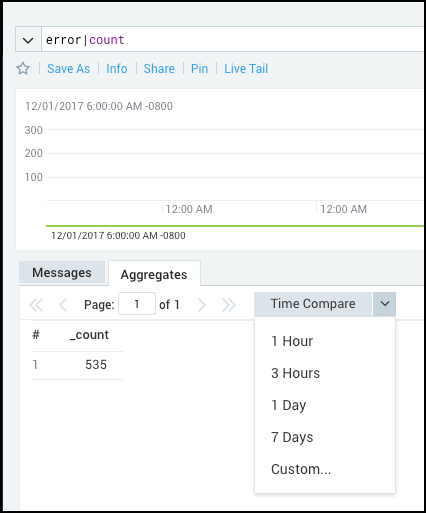 error|count
Save As Info Share Pin Live Tail
12/01/2017 6:00:00 AM -0800
300
200
100
12:00 AM 12:00 AM
12/01/2017 6:00:00 AM -0800
Messages Aggregates
Page: 1 of 1 Time Compare
# _count
1 535
1 Hour
3 Hours
1 Day
7 Days
Custom...